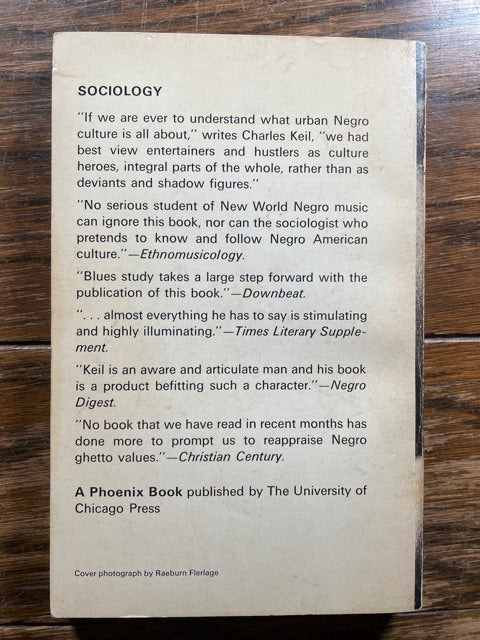 SOCIOLOGY
"If we are ever to understand what urban Negro
culture is all about," writes Charles Keil, "we had
best view entertainers and hustlers as culture
heroes, integral parts of the whole, rather than as
deviants and shadow figures."
"No serious student of New World Negro music
can ignore this book, nor can the sociologist who
pretends to know and follow Negro American
culture."—Ethnomusicology.
"Blues study takes a large step forward with the
publication of this book."—Downbeat.
". . . almost everything he has to say is stimulating
and highly illuminating."—Times Literary Supple-
ment.
"Keil is an aware and articulate man and his book
is a product befitting such a character."—Negro
Digest.
"No book that we have read in recent months has
done more to prompt us to reappraise Negro
ghetto values."—Christian Century.
A Phoenix Book published by The University of
Chicago Press
Cover photograph by Raeburn Flerlage